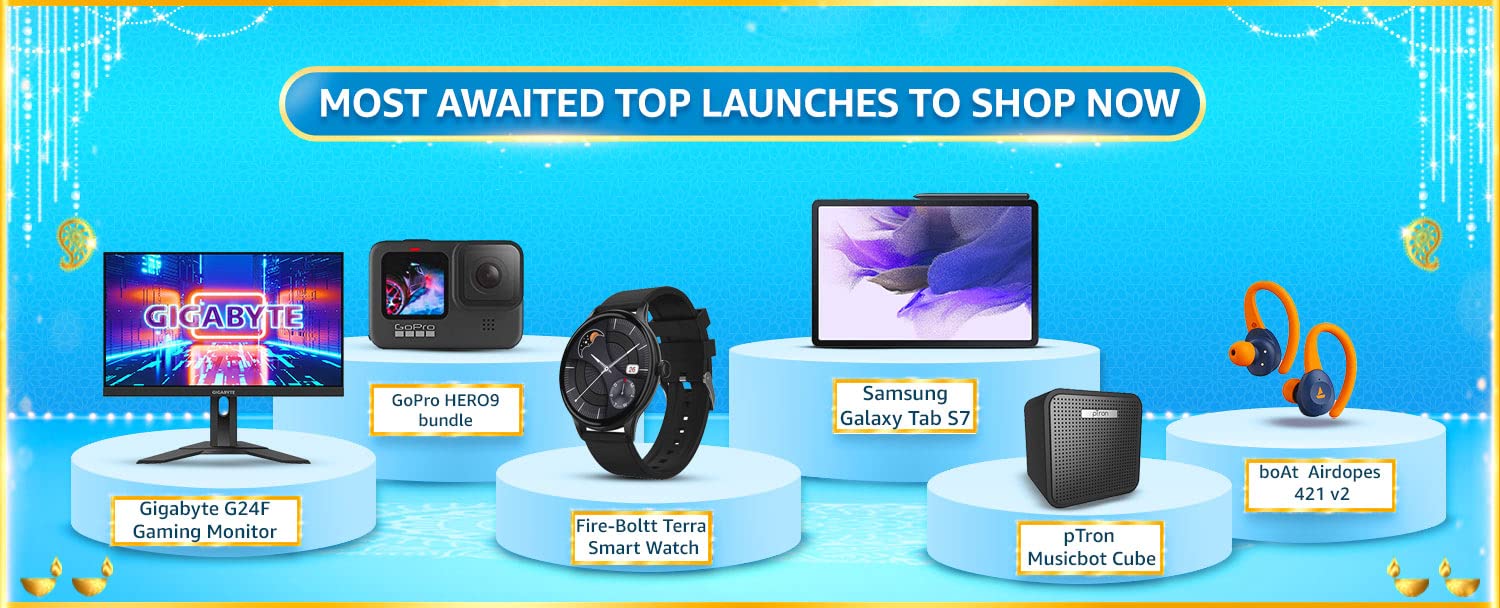 MOST AWAITED TOP LAUNCHES TO SHOP NOW
GIGABYTE
GIGABYTE
Gigabyte G24F
Gaming Monitor
GoPro
GoPro HERO9
bundle
26
Fire-Boltt Terra
Smart Watch
Samsung
Galaxy Tab S7
pTron
pTron
Musicbot Cube
boAt Airdopes
421 v2